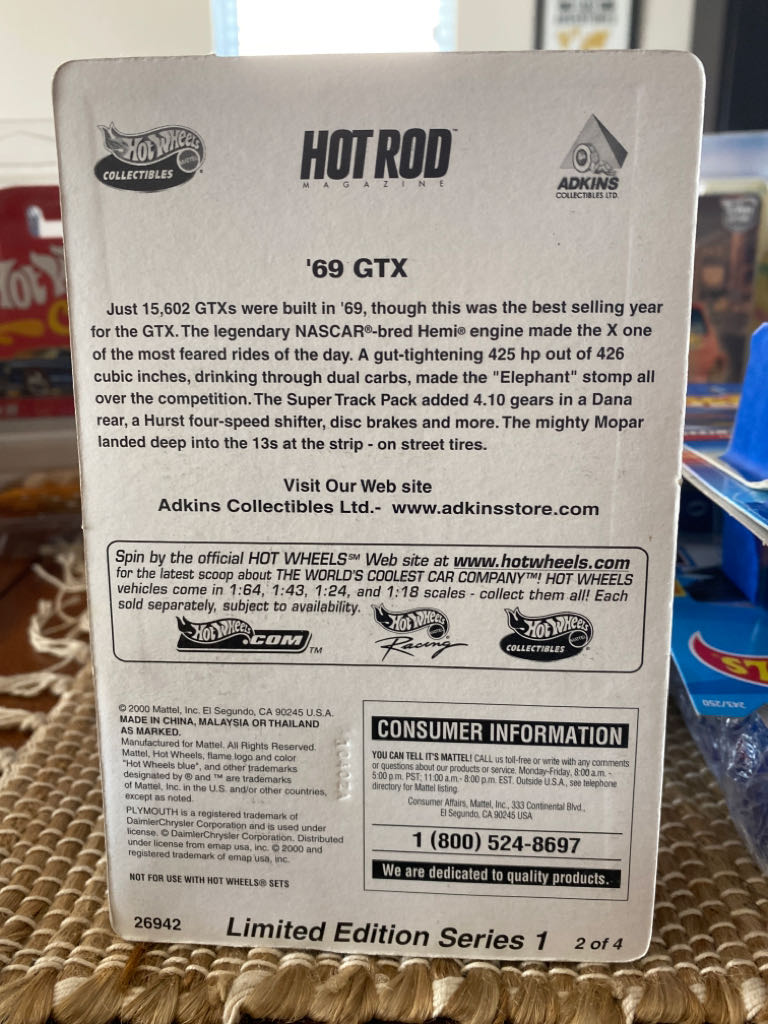 HOT WHEELS
MATTEL
COLLECTIBLES
HOT ROD™
MAGAZINE
ADKINS
COLLECTIBLES LTD.
'69 GTX
Just 15,602 GTXs were built in '69, though this was the best selling year
for the GTX. The legendary NASCAR®-bred Hemi® engine made the X one
of the most feared rides of the day. A gut-tightening 425 hp out of 426
cubic inches, drinking through dual carbs, made the "Elephant" stomp all
over the competition. The Super Track Pack added 4.10 gears in a Dana
rear, a Hurst four-speed shifter, disc brakes and more. The mighty Mopar
landed deep into the 13s at the strip - on street tires.
Visit Our Web site
Adkins Collectibles Ltd.- www.adkinsstore.com
Spin by the official HOT WHEELS℠ Web site at www.hotwheels.com
for the latest scoop about THE WORLD'S COOLEST CAR COMPANY™! HOT WHEELS
vehicles come in 1:64, 1:43, 1:24, and 1:18 scales - collect them all! Each
sold separately, subject to availability.
HOT WHEELS .COM™
HOT WHEELS Racing
HOT WHEELS COLLECTIBLES
© 2000 Mattel, Inc. El Segundo, CA 90245 U.S.A.
MADE IN CHINA, MALAYSIA OR THAILAND
AS MARKED.
Manufactured for Mattel. All Rights Reserved.
Mattel, Hot Wheels, flame logo and color
"Hot Wheels blue", and other trademarks
designated by ® and ™ are trademarks
of Mattel, Inc. in the U.S. and/or other countries,
except as noted.
PLYMOUTH is a registered trademark of
DaimlerChrysler Corporation and is used under
license. © DaimlerChrysler Corporation. Distributed
under license from emap usa, inc. © 2000 and
registered trademark of emap usa, inc.
NOT FOR USE WITH HOT WHEELS® SETS
CONSUMER INFORMATION
YOU CAN TELL IT'S MATTEL! CALL us toll-free or write with any comments
or questions about our products or service. Monday-Friday, 8:00 a.m. -
5:00 p.m. PST; 11:00 a.m.- 8:00 p.m. EST. Outside U.S.A., see telephone
directory for Mattel listing.
Consumer Affairs, Mattel, Inc., 333 Continental Blvd.,
El Segundo, CA 90245 USA
1 (800) 524-8697
We are dedicated to quality products.
26942
Limited Edition Series 1
2 of 4
243/250